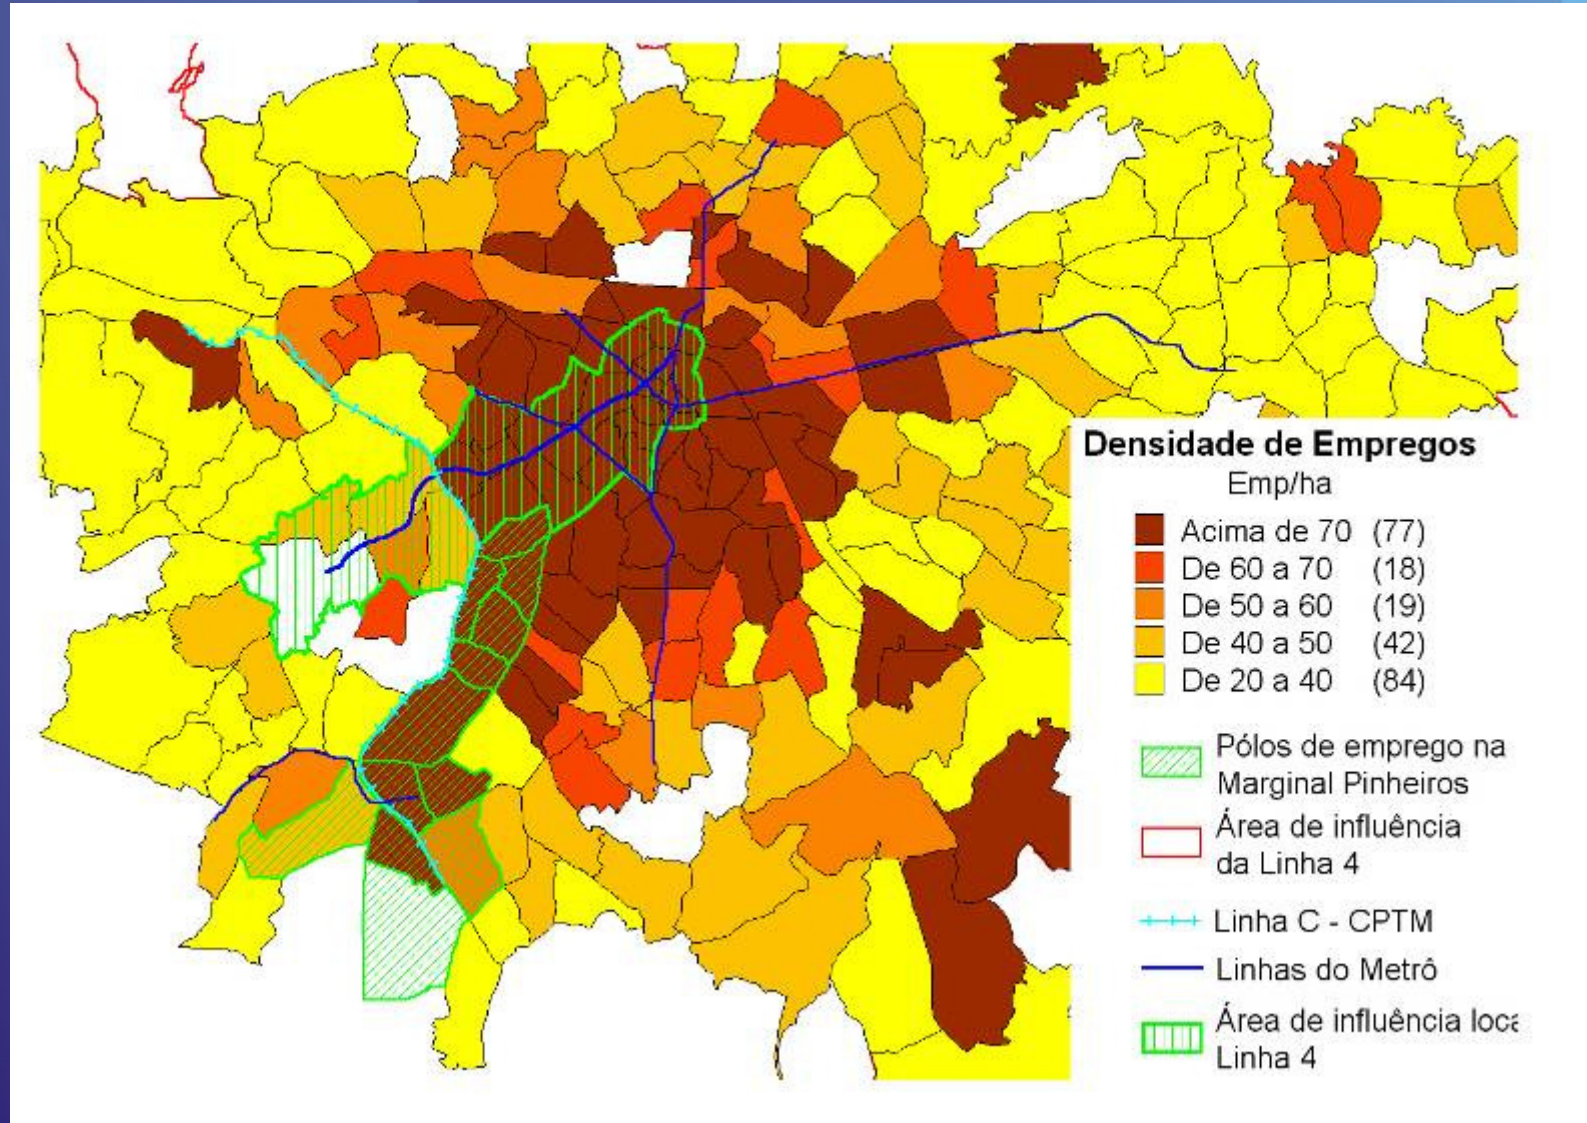 Densidade de Empregos
Emp/ha
Acima de 70 (77)
De 60 a 70 (18)
De 50 a 60 (19)
De 40 a 50 (42)
De 20 a 40 (84)
Pólos de emprego na
Marginal Pinheiros
Área de influência
da Linha 4
Linha C - CPTM
Linhas do Metrô
Área de influência loca
Linha 4